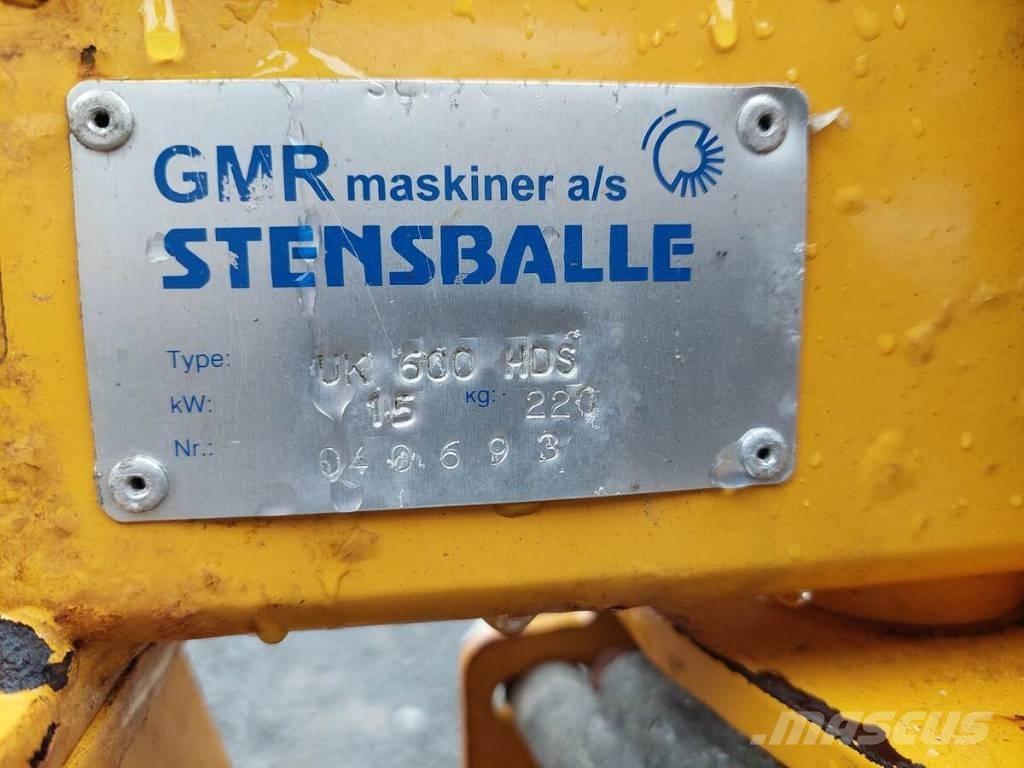 GMR maskiner a/s
STENSBALLE
Type: UK 600 HDS
kW: 15 kg: 220
Nr.: 040693
MASCUS